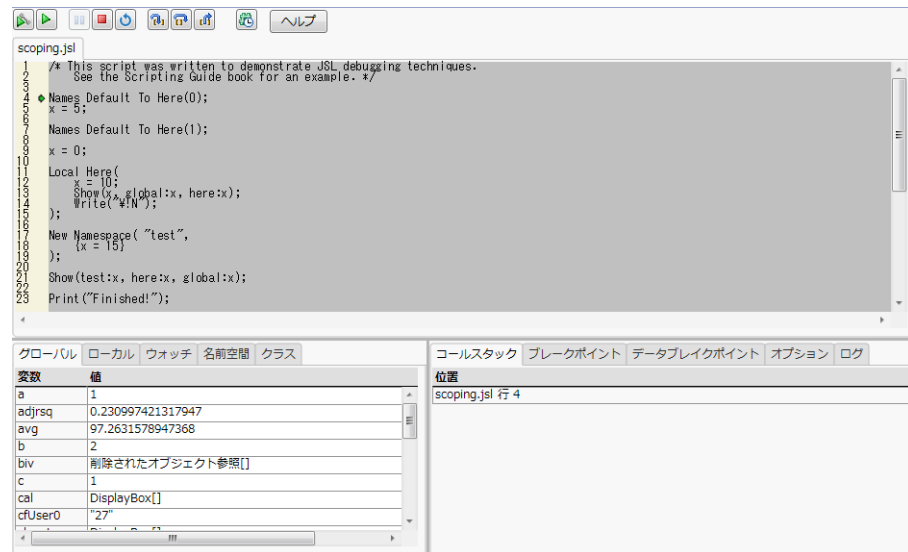 ヘルプ
scoping.jsl
1 /* This script was written to demonstrate JSL debugging techniques.
2 See the Scripting Guide book for an example. */
3
4 Names Default To Here(0);
5 x = 5;
6
7 Names Default To Here(1);
8
9 x = 0;
10
11 Local Here(
12 x = 10;
13 Show(x, global:x, here:x);
14 Write("¥!N");
15 );
16
17 New Namespace( "test",
18 {x = 15}
19 );
20
21 Show(test:x, here:x, global:x);
22
23 Print("Finished!");
グローバル ローカル ウォッチ 名前空間 クラス
変数 値
a 1
adjrsq 0.230997421317947
avg 97.2631578947368
b 2
biv 削除されたオブジェクト参照[]
c 1
cal DisplayBox[]
cfUser0 "27"
コールスタック ブレークポイント データブレイクポイント オプション ログ
位置
scoping.jsl 行 4